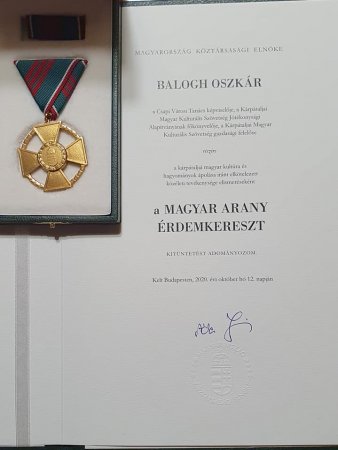 MAGYARORSZÁG KÖZTÁRSASÁGI ELNÖKE
BALOGH OSZKÁR
a Csapi Városi Tanács képviselője, a Kárpátaljai
Magyar Kulturális Szövetség Jótékonysági
Alapítványának főkönyvelője, a Kárpátaljai Magyar
Kulturális Szövetség gazdasági felelőse
részére
a kárpátaljai magyar kultúra és
hagyományok ápolása iránt elkötelezett
közéleti tevékenysége elismeréseként
a MAGYAR ARANY
ÉRDEMKERESZT
KITÜNTETÉST ADOMÁNYOZOM.
Kelt Budapesten, 2020. évi október hó 12. napján